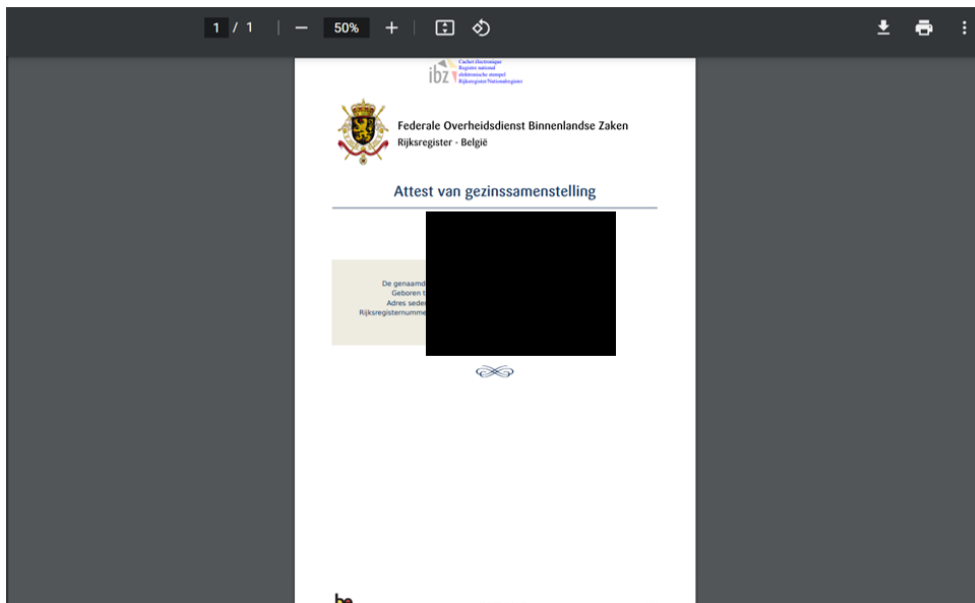 1 / 1 50%
ibz
Cachet électronique
Registre national
elektronische stempel
Rijksregister/Nationalregister
Federale Overheidsdienst Binnenlandse Zaken
Rijksregister - België
Attest van gezinssamenstelling
De genaamd
Geboren t
Adres seder
Rijksregisternumme
be